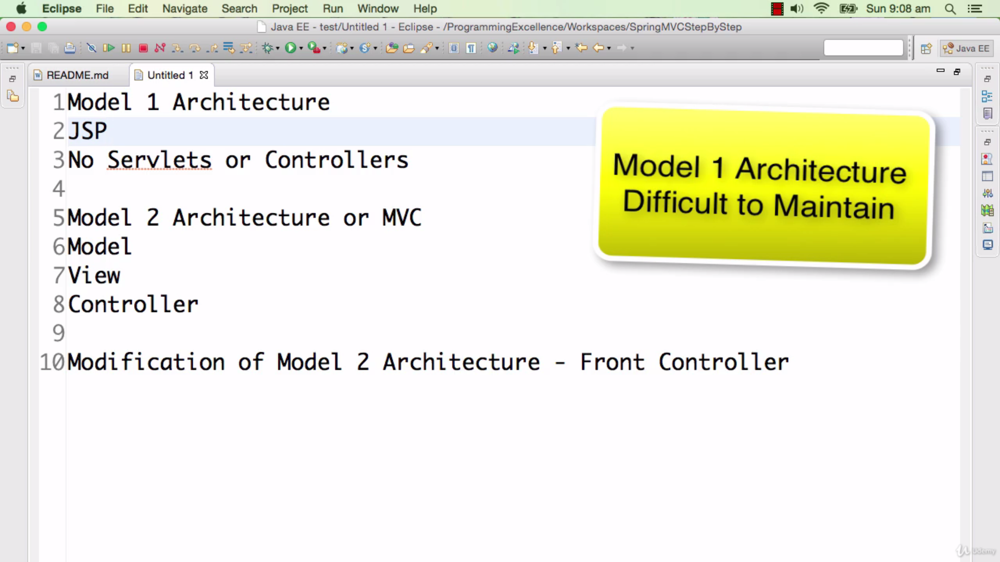 Eclipse File Edit Navigate Search Project Run Window Help Sun 9:08 am
Java EE - test/Untitled 1 - Eclipse - /ProgrammingExcellence/Workspaces/SpringMVCStepByStep
Java EE
README.md Untitled 1
1 Model 1 Architecture
2 JSP
3 No Servlets or Controllers
4
5 Model 2 Architecture or MVC
6 Model
7 View
8 Controller
9
10 Modification of Model 2 Architecture - Front Controller
Model 1 Architecture
Difficult to Maintain
Udemy